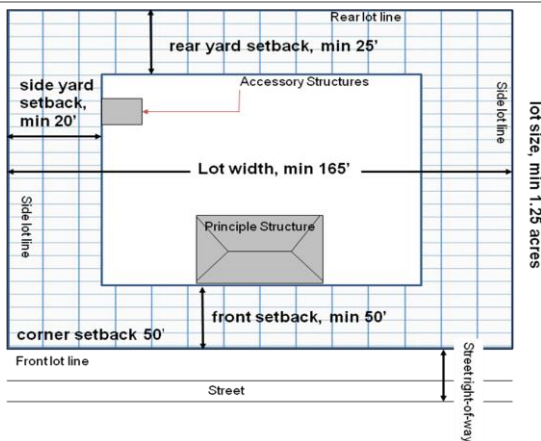 Rear lot line
rear yard setback, min 25'
side yard
setback,
min 20'
Accessory Structures
Side lot line
lot size, min 1.25 acres
Lot width, min 165'
Side lot line
Principle Structure
front setback, min 50'
corner setback 50'
Front lot line
Street
Street right-of-way